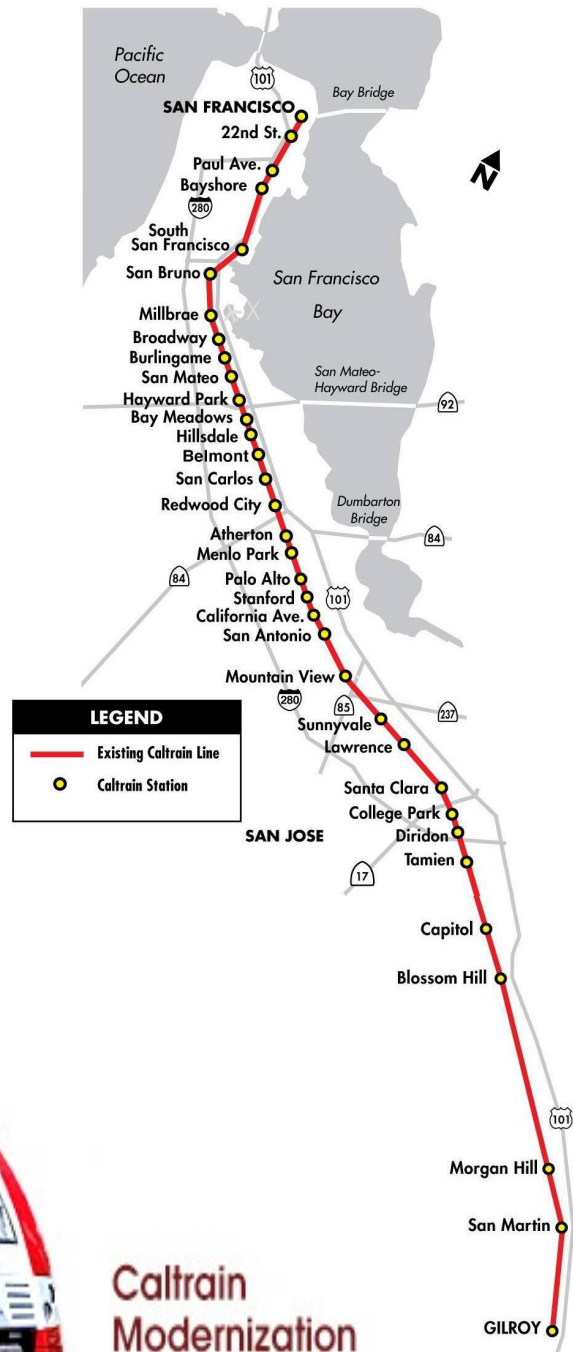 Pacific
Ocean
101
Bay Bridge
SAN FRANCISCO
22nd St.
N
Paul Ave.
Bayshore
280
South
San Francisco
San Bruno
San Francisco
Bay
Millbrae
Broadway
Burlingame
San Mateo
San Mateo-
Hayward Bridge
Hayward Park
92
Bay Meadows
Hillsdale
Belmont
San Carlos
Redwood City
Dumbarton
Bridge
Atherton
84
Menlo Park
84
Palo Alto
Stanford
101
California Ave.
San Antonio
Mountain View
280
85
237
LEGEND
Existing Caltrain Line
Caltrain Station
Sunnyvale
Lawrence
Santa Clara
College Park
SAN JOSE
Diridon
Tamien
17
Capitol
Blossom Hill
101
Morgan Hill
San Martin
GILROY
Caltrain
Modernization